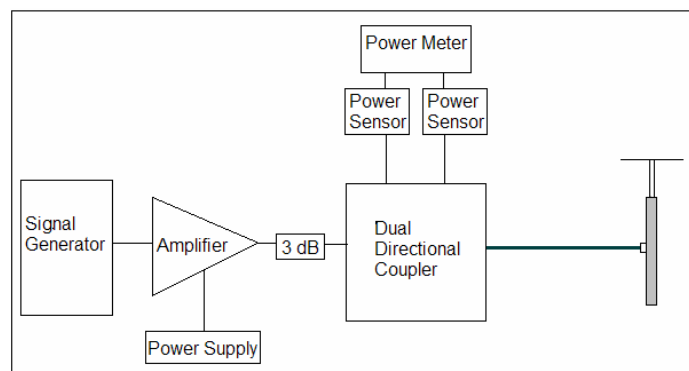 Power Meter
Power
Sensor
Power
Sensor
Signal
Generator
Amplifier
3 dB
Dual
Directional
Coupler
Power Supply